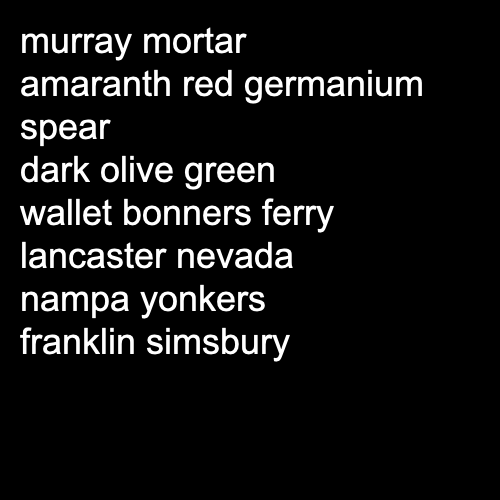 murray mortar
amaranth red germanium
spear
dark olive green
wallet bonners ferry
lancaster nevada
nampa yonkers
franklin simsbury